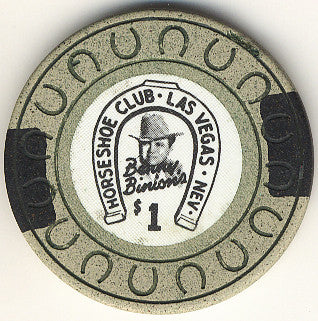 HORSESHOE CLUB · LAS VEGAS · NEV·
Benny
Binion's
$1